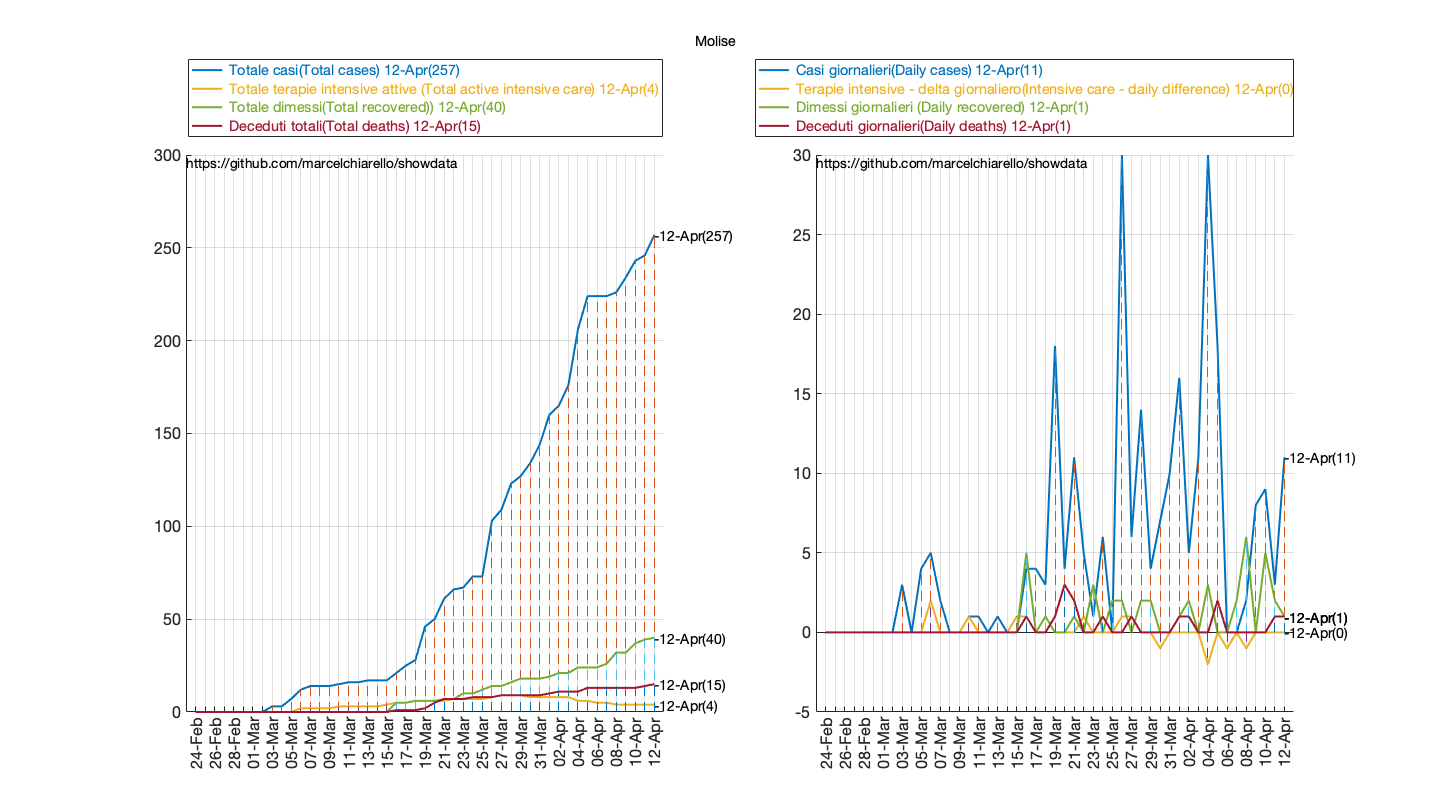 Molise
Totale casi(Total cases) 12-Apr(257)
Totale terapie intensive attive (Total active intensive care) 12-Apr(4)
Totale dimessi(Total recovered)) 12-Apr(40)
Deceduti totali(Total deaths) 12-Apr(15)
https://github.com/marcelchiarello/showdata
300
250
200
150
100
50
0
12-Apr(257)
12-Apr(40)
12-Apr(15)
12-Apr(4)
24-Feb
26-Feb
28-Feb
01-Mar
03-Mar
05-Mar
07-Mar
09-Mar
11-Mar
13-Mar
15-Mar
17-Mar
19-Mar
21-Mar
23-Mar
25-Mar
27-Mar
29-Mar
31-Mar
02-Apr
04-Apr
06-Apr
08-Apr
10-Apr
12-Apr
Casi giornalieri(Daily cases) 12-Apr(11)
Terapie intensive - delta giornaliero(Intensive care - daily difference) 12-Apr(0)
Dimessi giornalieri (Daily recovered) 12-Apr(1)
Deceduti giornalieri(Daily deaths) 12-Apr(1)
https://github.com/marcelchiarello/showdata
30
25
20
15
10
5
0
-5
12-Apr(11)
12-Apr(1)
12-Apr(0)
24-Feb
26-Feb
28-Feb
01-Mar
03-Mar
05-Mar
07-Mar
09-Mar
11-Mar
13-Mar
15-Mar
17-Mar
19-Mar
21-Mar
23-Mar
25-Mar
27-Mar
29-Mar
31-Mar
02-Apr
04-Apr
06-Apr
08-Apr
10-Apr
12-Apr